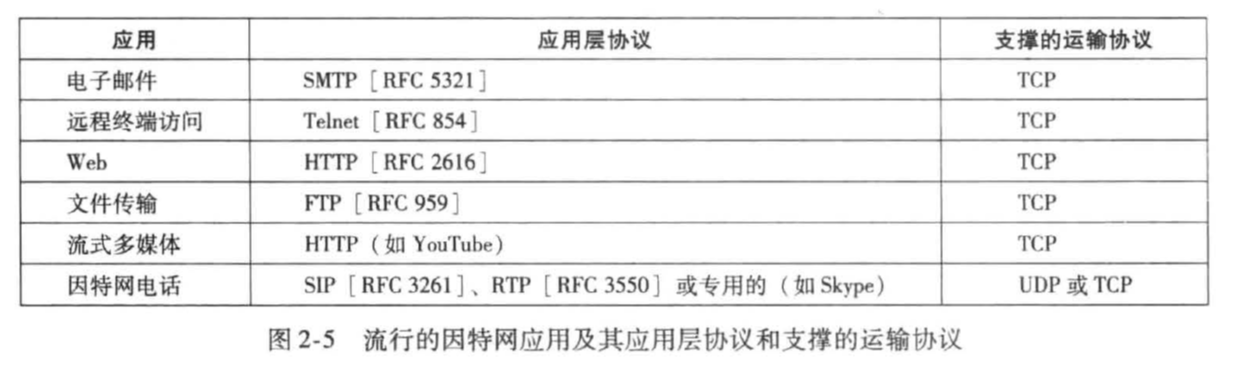 应用 应用层协议 支撑的运输协议
电子邮件 SMTP [RFC 5321] TCP
远程终端访问 Telnet [RFC 854] TCP
Web HTTP [RFC 2616] TCP
文件传输 FTP [RFC 959] TCP
流式多媒体 HTTP（如 YouTube） TCP
因特网电话 SIP [RFC 3261]、RTP [RFC 3550] 或专用的（如 Skype） UDP 或 TCP
图 2-5 流行的因特网应用及其应用层协议和支撑的运输协议